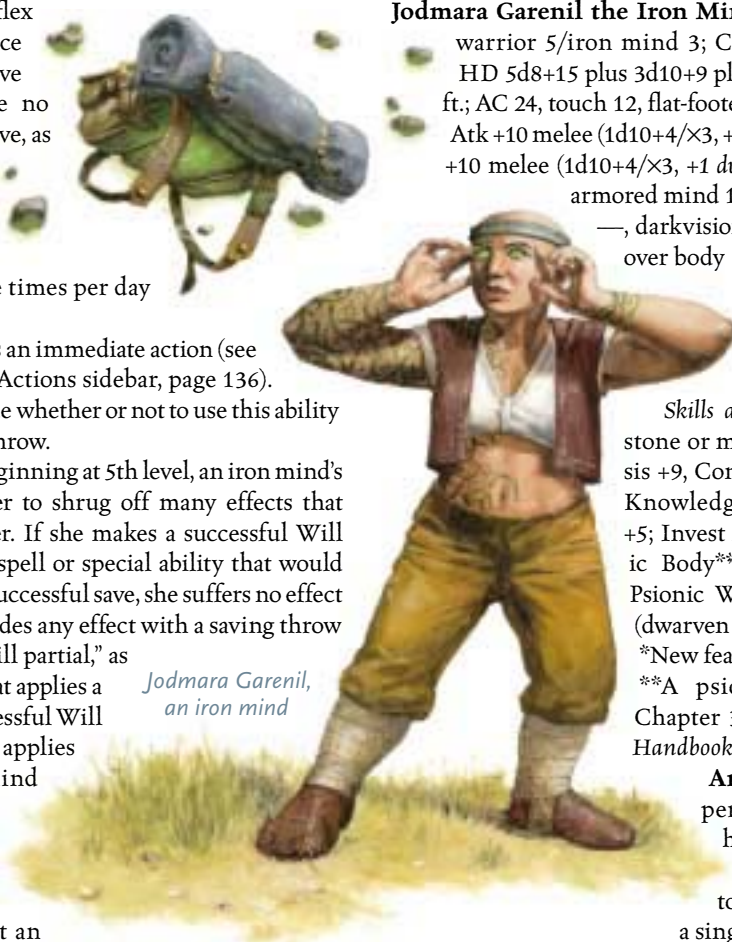 flex
ce
ve
e no
ve, as
e times per day
s an immediate action (see
Actions sidebar, page 136).
e whether or not to use this ability
hrow.
ginning at 5th level, an iron mind's
er to shrug off many effects that
er. If she makes a successful Will
spell or special ability that would
uccessful save, she suffers no effect
des any effect with a saving throw
ill partial,” as
at applies a
essful Will
applies
ind
t an
Jodmara Garenil,
an iron mind
Jodmara Garenil the Iron Min
warrior 5/iron mind 3; C
HD 5d8+15 plus 3d10+9 pl
ft.; AC 24, touch 12, flat-foote
Atk +10 melee (1d10+4/×3, +
+10 melee (1d10+4/×3, +1 du
armored mind 1
—, darkvision
over body
Skills a
stone or m
sis +9, Con
Knowledg
+5; Invest
ic Body**
Psionic W
(dwarven
*New fea
**A psio
Chapter 3
Handbook
Ar
per
h
to
a sing